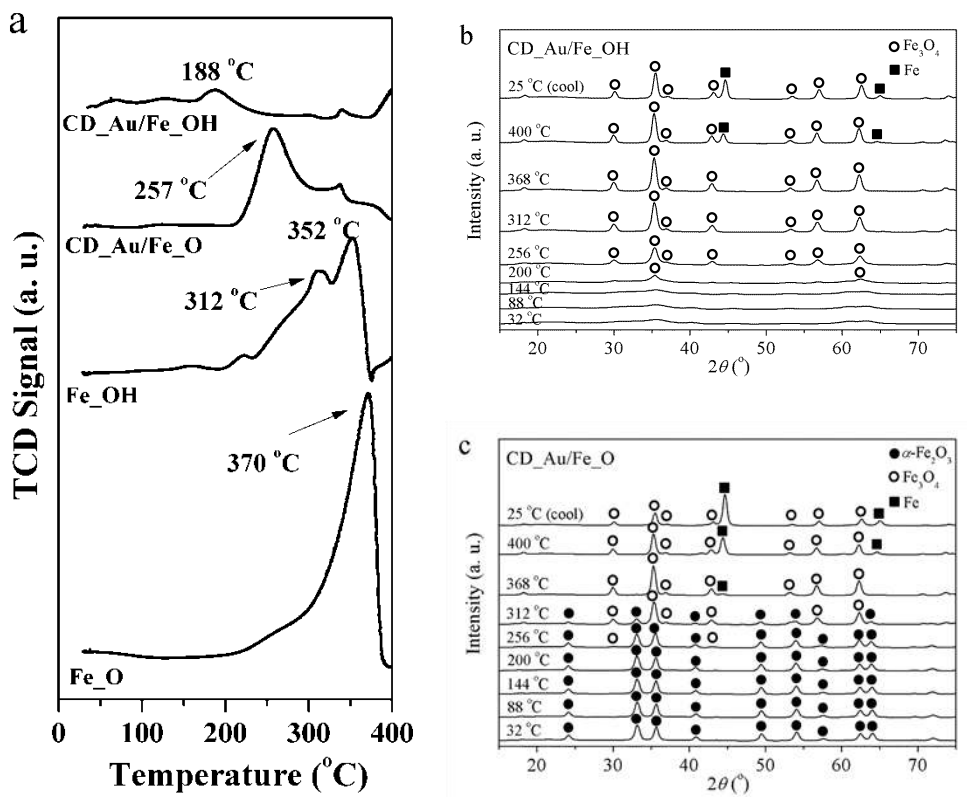 a
188 °C
CD_Au/Fe_OH
257 °C
CD_Au/Fe_O
352 °C
312 °C
Fe_OH
370 °C
Fe_O
TCD Signal (a. u.)
0 100 200 300 400
Temperature (°C)
b
CD_Au/Fe_OH
Fe₃O₄
Fe
25 °C (cool)
400 °C
368 °C
312 °C
256 °C
200 °C
144 °C
88 °C
32 °C
Intensity (a. u.)
20 30 40 50 60 70
2θ (°)
c
CD_Au/Fe_O
α-Fe₂O₃
Fe₃O₄
Fe
25 °C (cool)
400 °C
368 °C
312 °C
256 °C
200 °C
144 °C
88 °C
32 °C
Intensity (a. u.)
20 30 40 50 60 70
2θ (°)